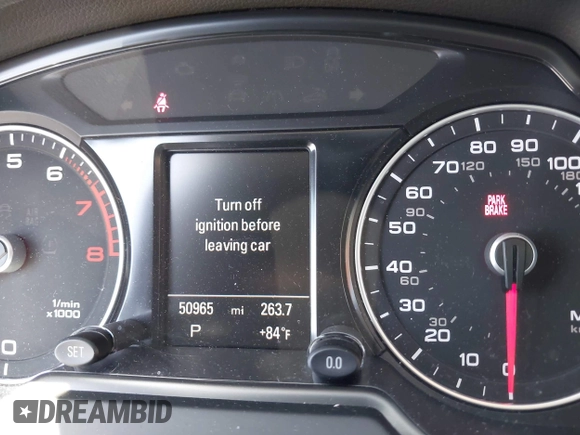 Turn off
ignition before
leaving car
50965 mi 263.7
P +84°F
5 6 7 8
1/min
x1000
0
SET
0.0
0 10 20 30 40 50 60 70 80 90 100
30 60 90 120 150 180
PARK
BRAKE
DREAMBID